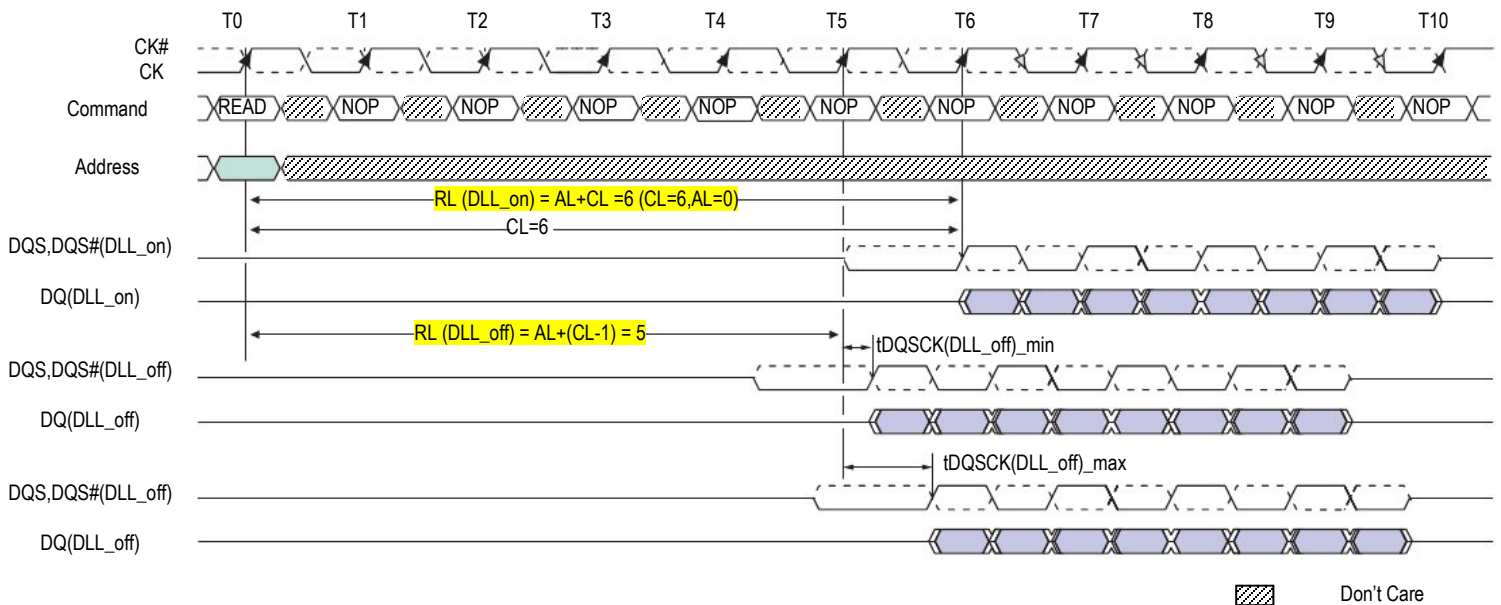 T0 T1 T2 T3 T4 T5 T6 T7 T8 T9 T10
CK#
CK
Command READ NOP NOP NOP NOP NOP NOP NOP NOP NOP NOP
Address
RL (DLL_on) = AL+CL =6 (CL=6,AL=0)
CL=6
DQS,DQS#(DLL_on)
DQ(DLL_on)
RL (DLL_off) = AL+(CL-1) = 5
tDQSCK(DLL_off)_min
DQS,DQS#(DLL_off)
DQ(DLL_off)
tDQSCK(DLL_off)_max
DQS,DQS#(DLL_off)
DQ(DLL_off)
Don't Care